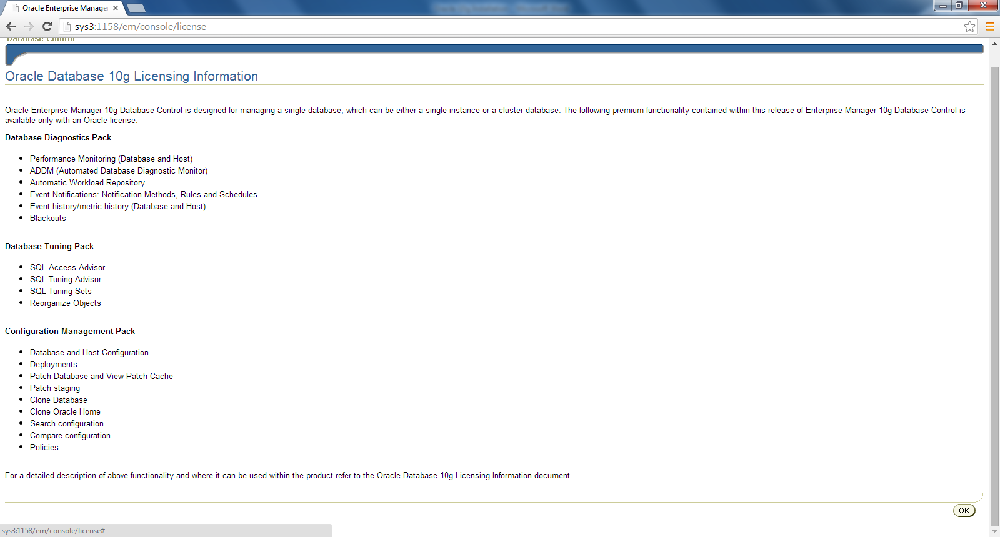 Oracle Enterprise Manage
sys3:1158/em/console/license
Database Control
Oracle Database 10g Licensing Information
Oracle Enterprise Manager 10g Database Control is designed for managing a single database, which can be either a single instance or a cluster database. The following premium functionality contained within this release of Enterprise Manager 10g Database Control is
available only with an Oracle license:
Database Diagnostics Pack
Performance Monitoring (Database and Host)
ADDM (Automated Database Diagnostic Monitor)
Automatic Workload Repository
Event Notifications: Notification Methods, Rules and Schedules
Event history/metric history (Database and Host)
Blackouts
Database Tuning Pack
SQL Access Advisor
SQL Tuning Advisor
SQL Tuning Sets
Reorganize Objects
Configuration Management Pack
Database and Host Configuration
Deployments
Patch Database and View Patch Cache
Patch staging
Clone Database
Clone Oracle Home
Search configuration
Compare configuration
Policies
For a detailed description of above functionality and where it can be used within the product refer to the Oracle Database 10g Licensing Information document.
OK
sys3:1158/em/console/license#